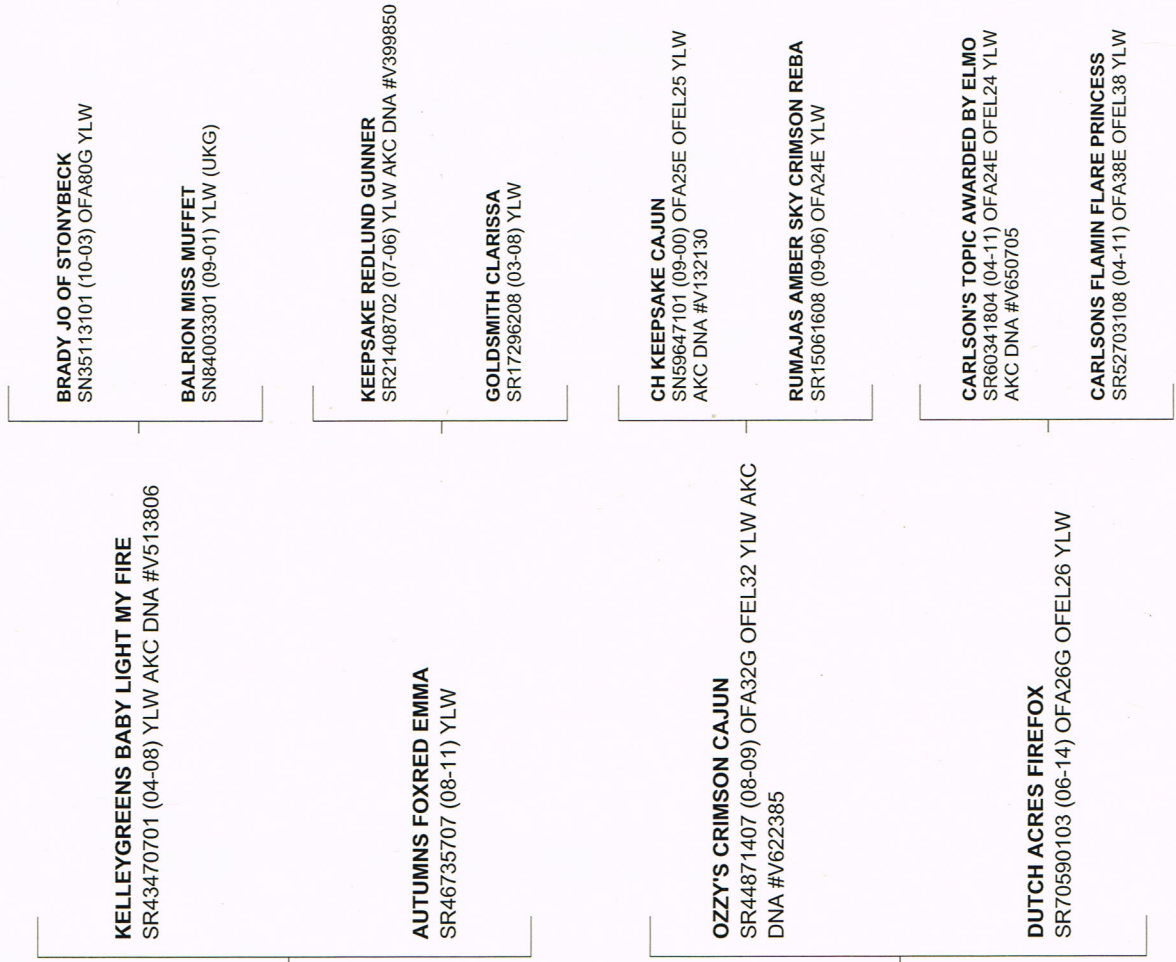 KELLEYGREENS BABY LIGHT MY FIRE
SR43470701 (04-08) YLW AKC DNA #V513806
AUTUMNS FOXRED EMMA
SR46735707 (08-11) YLW
OZZY'S CRIMSON CAJUN
SR44871407 (08-09) OFA32G OFEL32 YLW AKC
DNA #V622385
DUTCH ACRES FIREFOX
SR70590103 (06-14) OFA26G OFEL26 YLW
BRADY JO OF STONYBECK
SN35113101 (10-03) OFA80G YLW
BALRION MISS MUFFET
SN84003301 (09-01) YLW (UKG)
KEEPSAKE REDLUND GUNNER
SR21408702 (07-06) YLW AKC DNA #V399850
GOLDSMITH CLARISSA
SR17296208 (03-08) YLW
CH KEEPSAKE CAJUN
SN59647101 (09-00) OFA25E OFEL25 YLW
AKC DNA #V132130
RUMAJAS AMBER SKY CRIMSON REBA
SR15061608 (09-06) OFA24E YLW
CARLSON'S TOPIC AWARDED BY ELMO
SR60341804 (04-11) OFA24E OFEL24 YLW
AKC DNA #V650705
CARLSONS FLAMIN FLARE PRINCESS
SR52703108 (04-11) OFA38E OFEL38 YLW